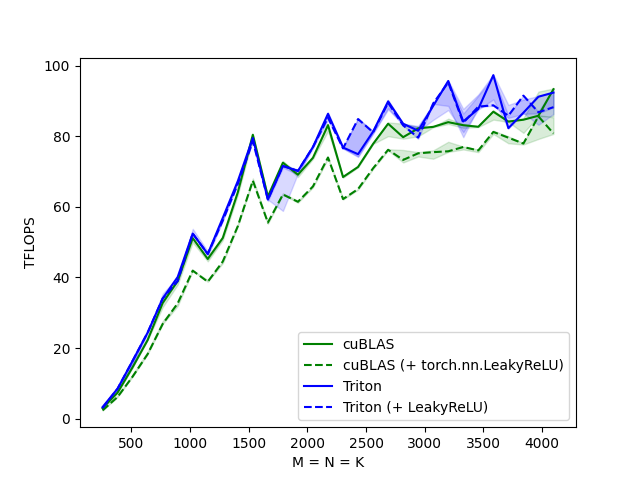 100
80
60
40
20
0
TFLOPS
500
1000
1500
2000
2500
3000
3500
4000
M = N = K
cuBLAS
cuBLAS (+ torch.nn.LeakyReLU)
Triton
Triton (+ LeakyReLU)